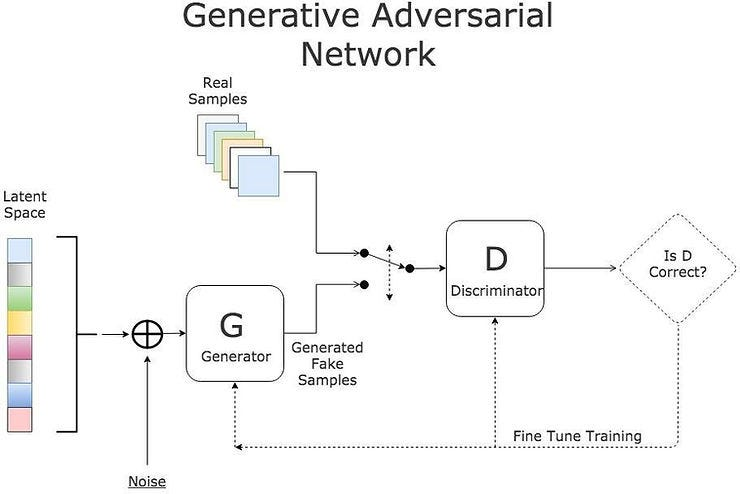 Generative Adversarial
Network
Real
Samples
Latent
Space
G
Generator
Generated
Fake
Samples
D
Discriminator
Is D
Correct?
Fine Tune Training
Noise